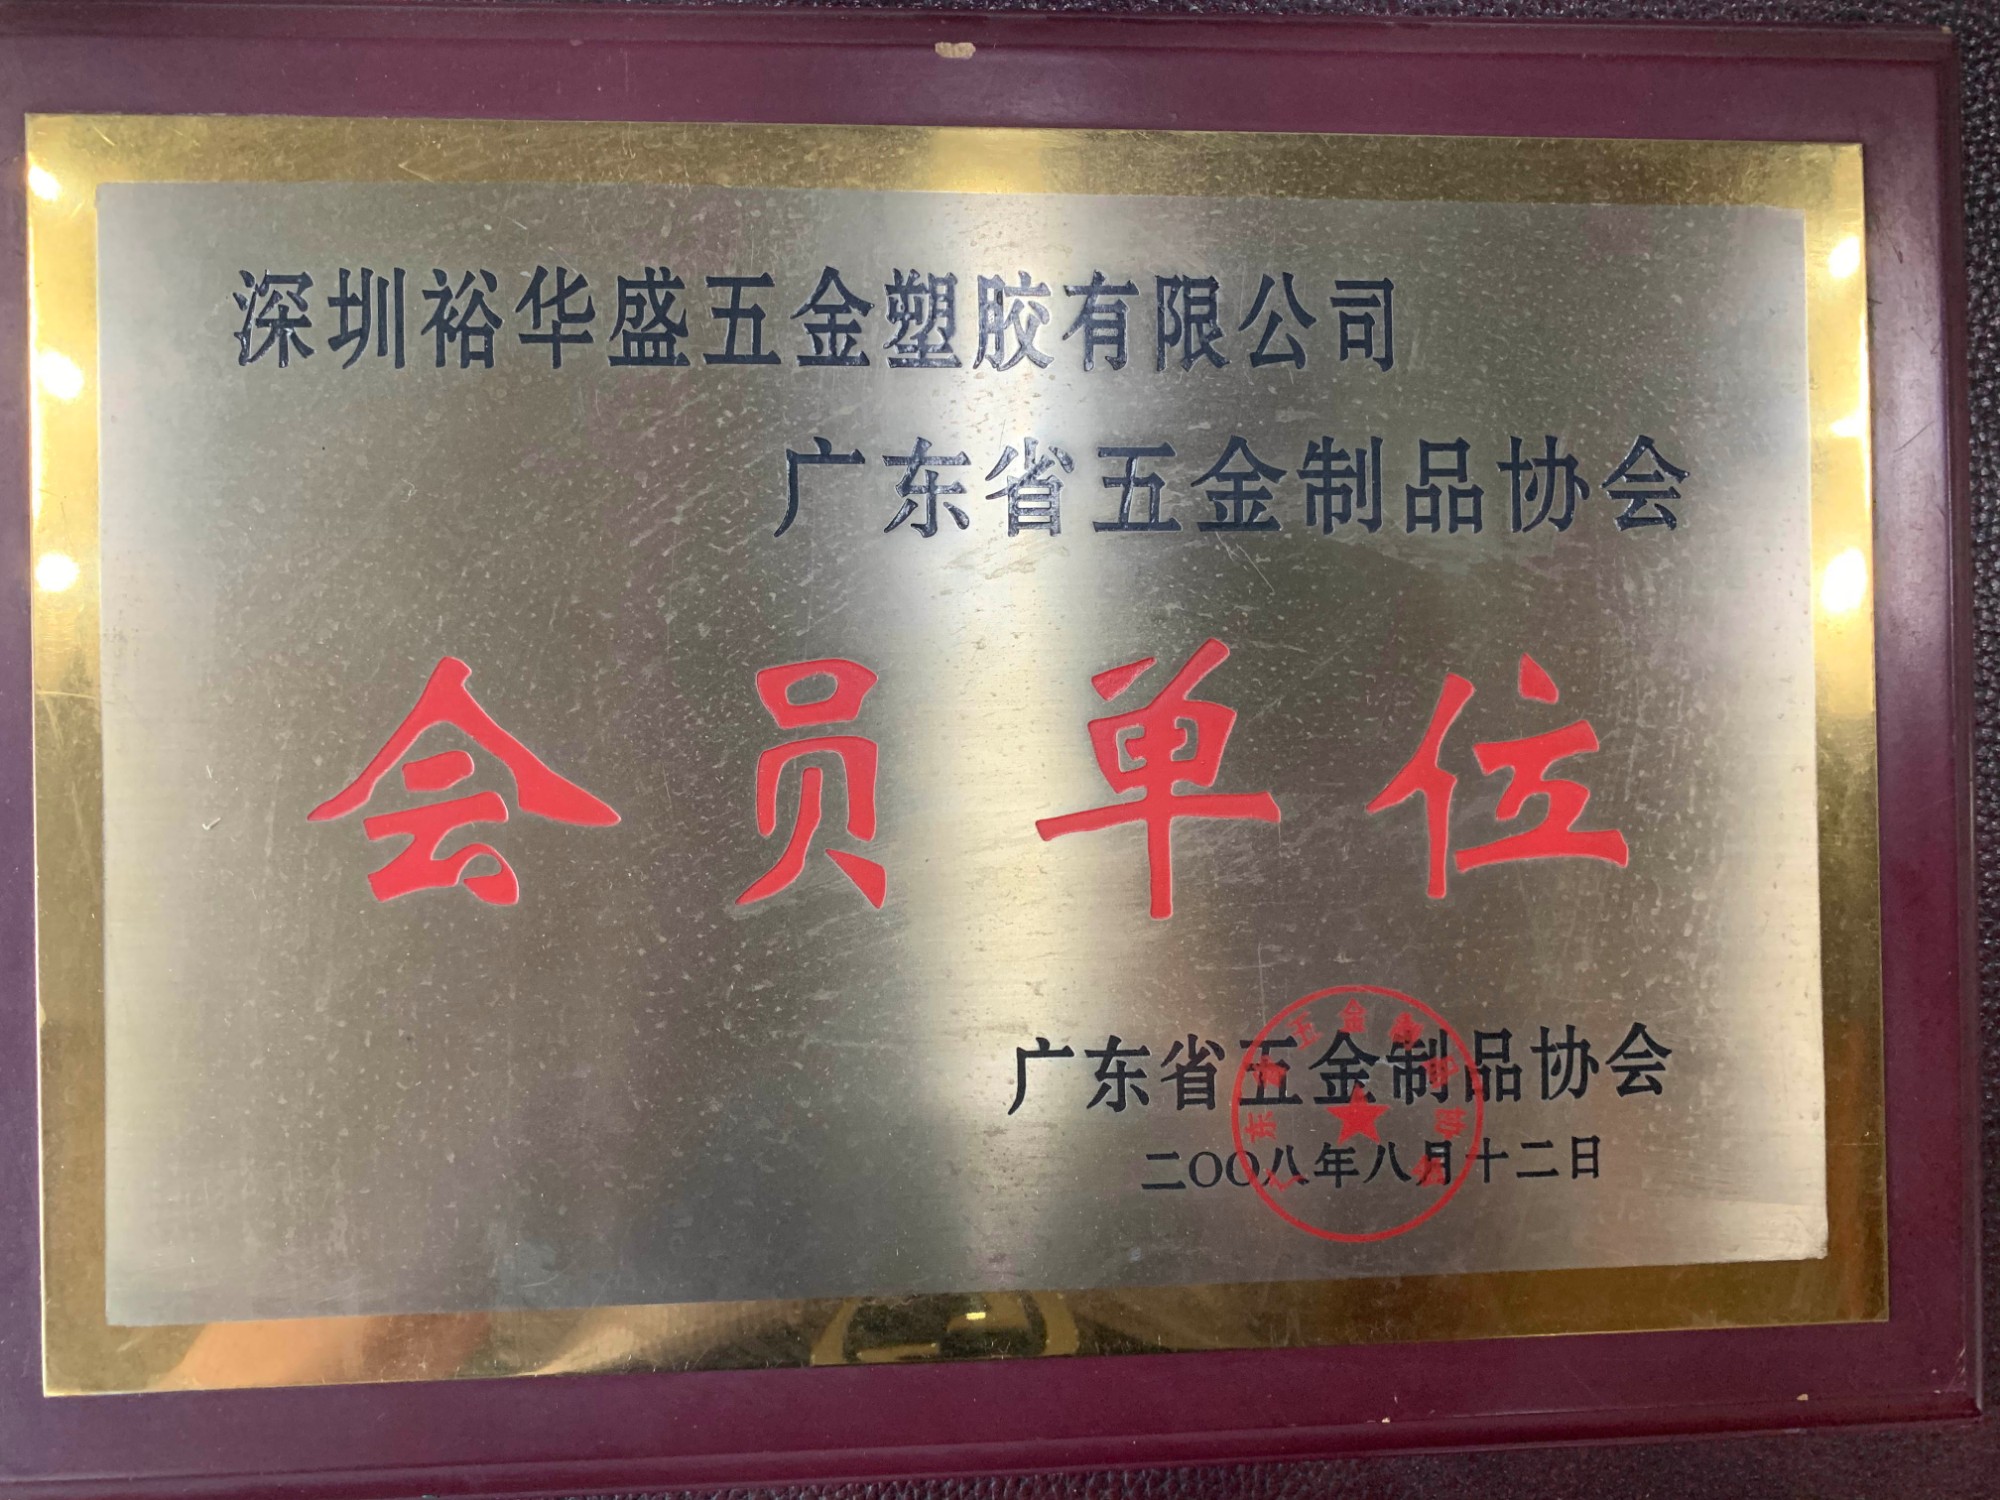 深圳裕华盛五金塑胶有限公司
广东省五金制品协会
会员单位
广东省五金制品协会
二〇〇八年八月十二日